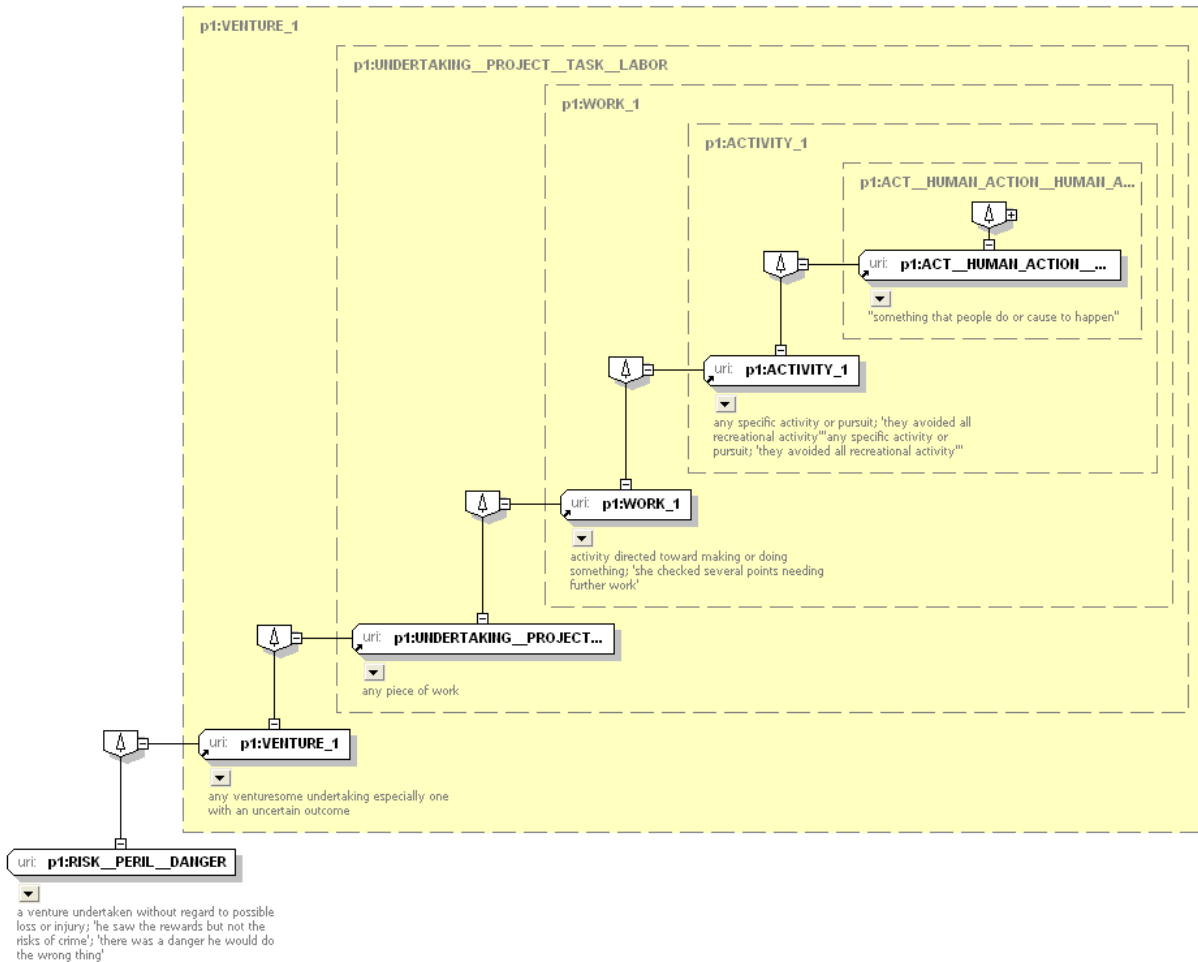 p1:VENTURE_1
p1:UNDERTAKING__PROJECT__TASK__LABOR
p1:WORK_1
p1:ACTIVITY_1
p1:ACT__HUMAN_ACTION__HUMAN_A...
uri: p1:ACT__HUMAN_ACTION__...
"something that people do or cause to happen"
uri: p1:ACTIVITY_1
any specific activity or pursuit; 'they avoided all
recreational activity'"any specific activity or
pursuit; 'they avoided all recreational activity'"
uri: p1:WORK_1
activity directed toward making or doing
something; 'she checked several points needing
further work'
uri: p1:UNDERTAKING__PROJECT...
any piece of work
uri: p1:VENTURE_1
any venturesome undertaking especially one
with an uncertain outcome
uri: p1:RISK__PERIL__DANGER
a venture undertaken without regard to possible
loss or injury; 'he saw the rewards but not the
risks of crime'; 'there was a danger he would do
the wrong thing'